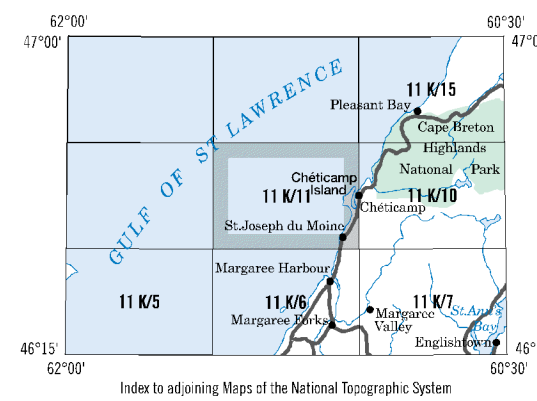 62°00'
60°30'
47°00'
47°0
GULF OF ST LAWRENCE
11 K/15
Pleasant Bay
Cape Breton
Highlands
National Park
Chéticamp
Island
11 K/11
11 K/10
Chéticamp
St.Joseph du Moine
Margaree Harbour
11 K/5
11 K/6
11 K/7
Margaree
Valley
Margaree Forks
St.Ann's
Bay
Englishtown
46°15'
46°
62°00'
60°30'
Index to adjoining Maps of the National Topographic System